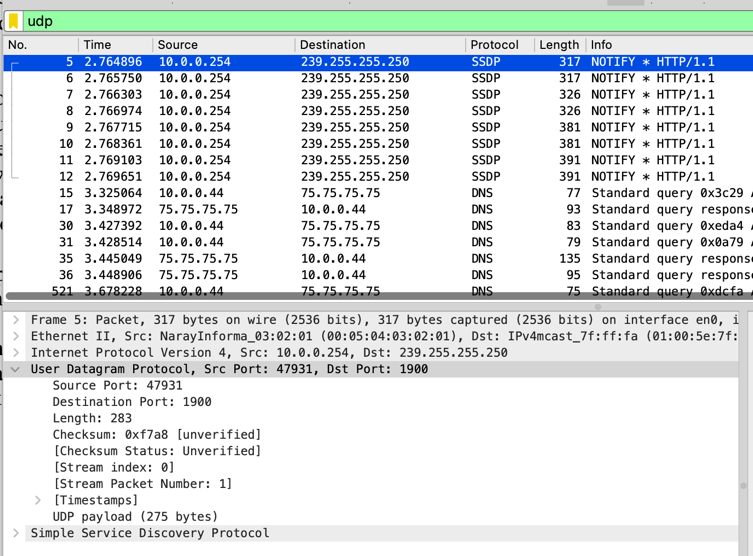 udp
No. Time Source Destination Protocol Length Info
5 2.764896 10.0.0.254 239.255.255.250 SSDP 317 NOTIFY * HTTP/1.1
6 2.765750 10.0.0.254 239.255.255.250 SSDP 317 NOTIFY * HTTP/1.1
7 2.766303 10.0.0.254 239.255.255.250 SSDP 326 NOTIFY * HTTP/1.1
8 2.766974 10.0.0.254 239.255.255.250 SSDP 326 NOTIFY * HTTP/1.1
9 2.767715 10.0.0.254 239.255.255.250 SSDP 381 NOTIFY * HTTP/1.1
10 2.768361 10.0.0.254 239.255.255.250 SSDP 381 NOTIFY * HTTP/1.1
11 2.769103 10.0.0.254 239.255.255.250 SSDP 391 NOTIFY * HTTP/1.1
12 2.769651 10.0.0.254 239.255.255.250 SSDP 391 NOTIFY * HTTP/1.1
15 3.325064 10.0.0.44 75.75.75.75 DNS 77 Standard query 0x3c29
17 3.348972 75.75.75.75 10.0.0.44 DNS 93 Standard query respons
30 3.427392 10.0.0.44 75.75.75.75 DNS 83 Standard query 0xeda4
31 3.428514 10.0.0.44 75.75.75.75 DNS 79 Standard query 0x0a79
35 3.445049 75.75.75.75 10.0.0.44 DNS 135 Standard query respons
36 3.448906 75.75.75.75 10.0.0.44 DNS 95 Standard query respons
521 3.678228 10.0.0.44 75.75.75.75 DNS 75 Standard query 0xdcfa
Frame 5: Packet, 317 bytes on wire (2536 bits), 317 bytes captured (2536 bits) on interface en0, i
Ethernet II, Src: NarayInforma_03:02:01 (00:05:04:03:02:01), Dst: IPv4mcast_7f:ff:fa (01:00:5e:7f:
Internet Protocol Version 4, Src: 10.0.0.254, Dst: 239.255.255.250
User Datagram Protocol, Src Port: 47931, Dst Port: 1900
Source Port: 47931
Destination Port: 1900
Length: 283
Checksum: 0xf7a8 [unverified]
[Checksum Status: Unverified]
[Stream index: 0]
[Stream Packet Number: 1]
[Timestamps]
UDP payload (275 bytes)
Simple Service Discovery Protocol